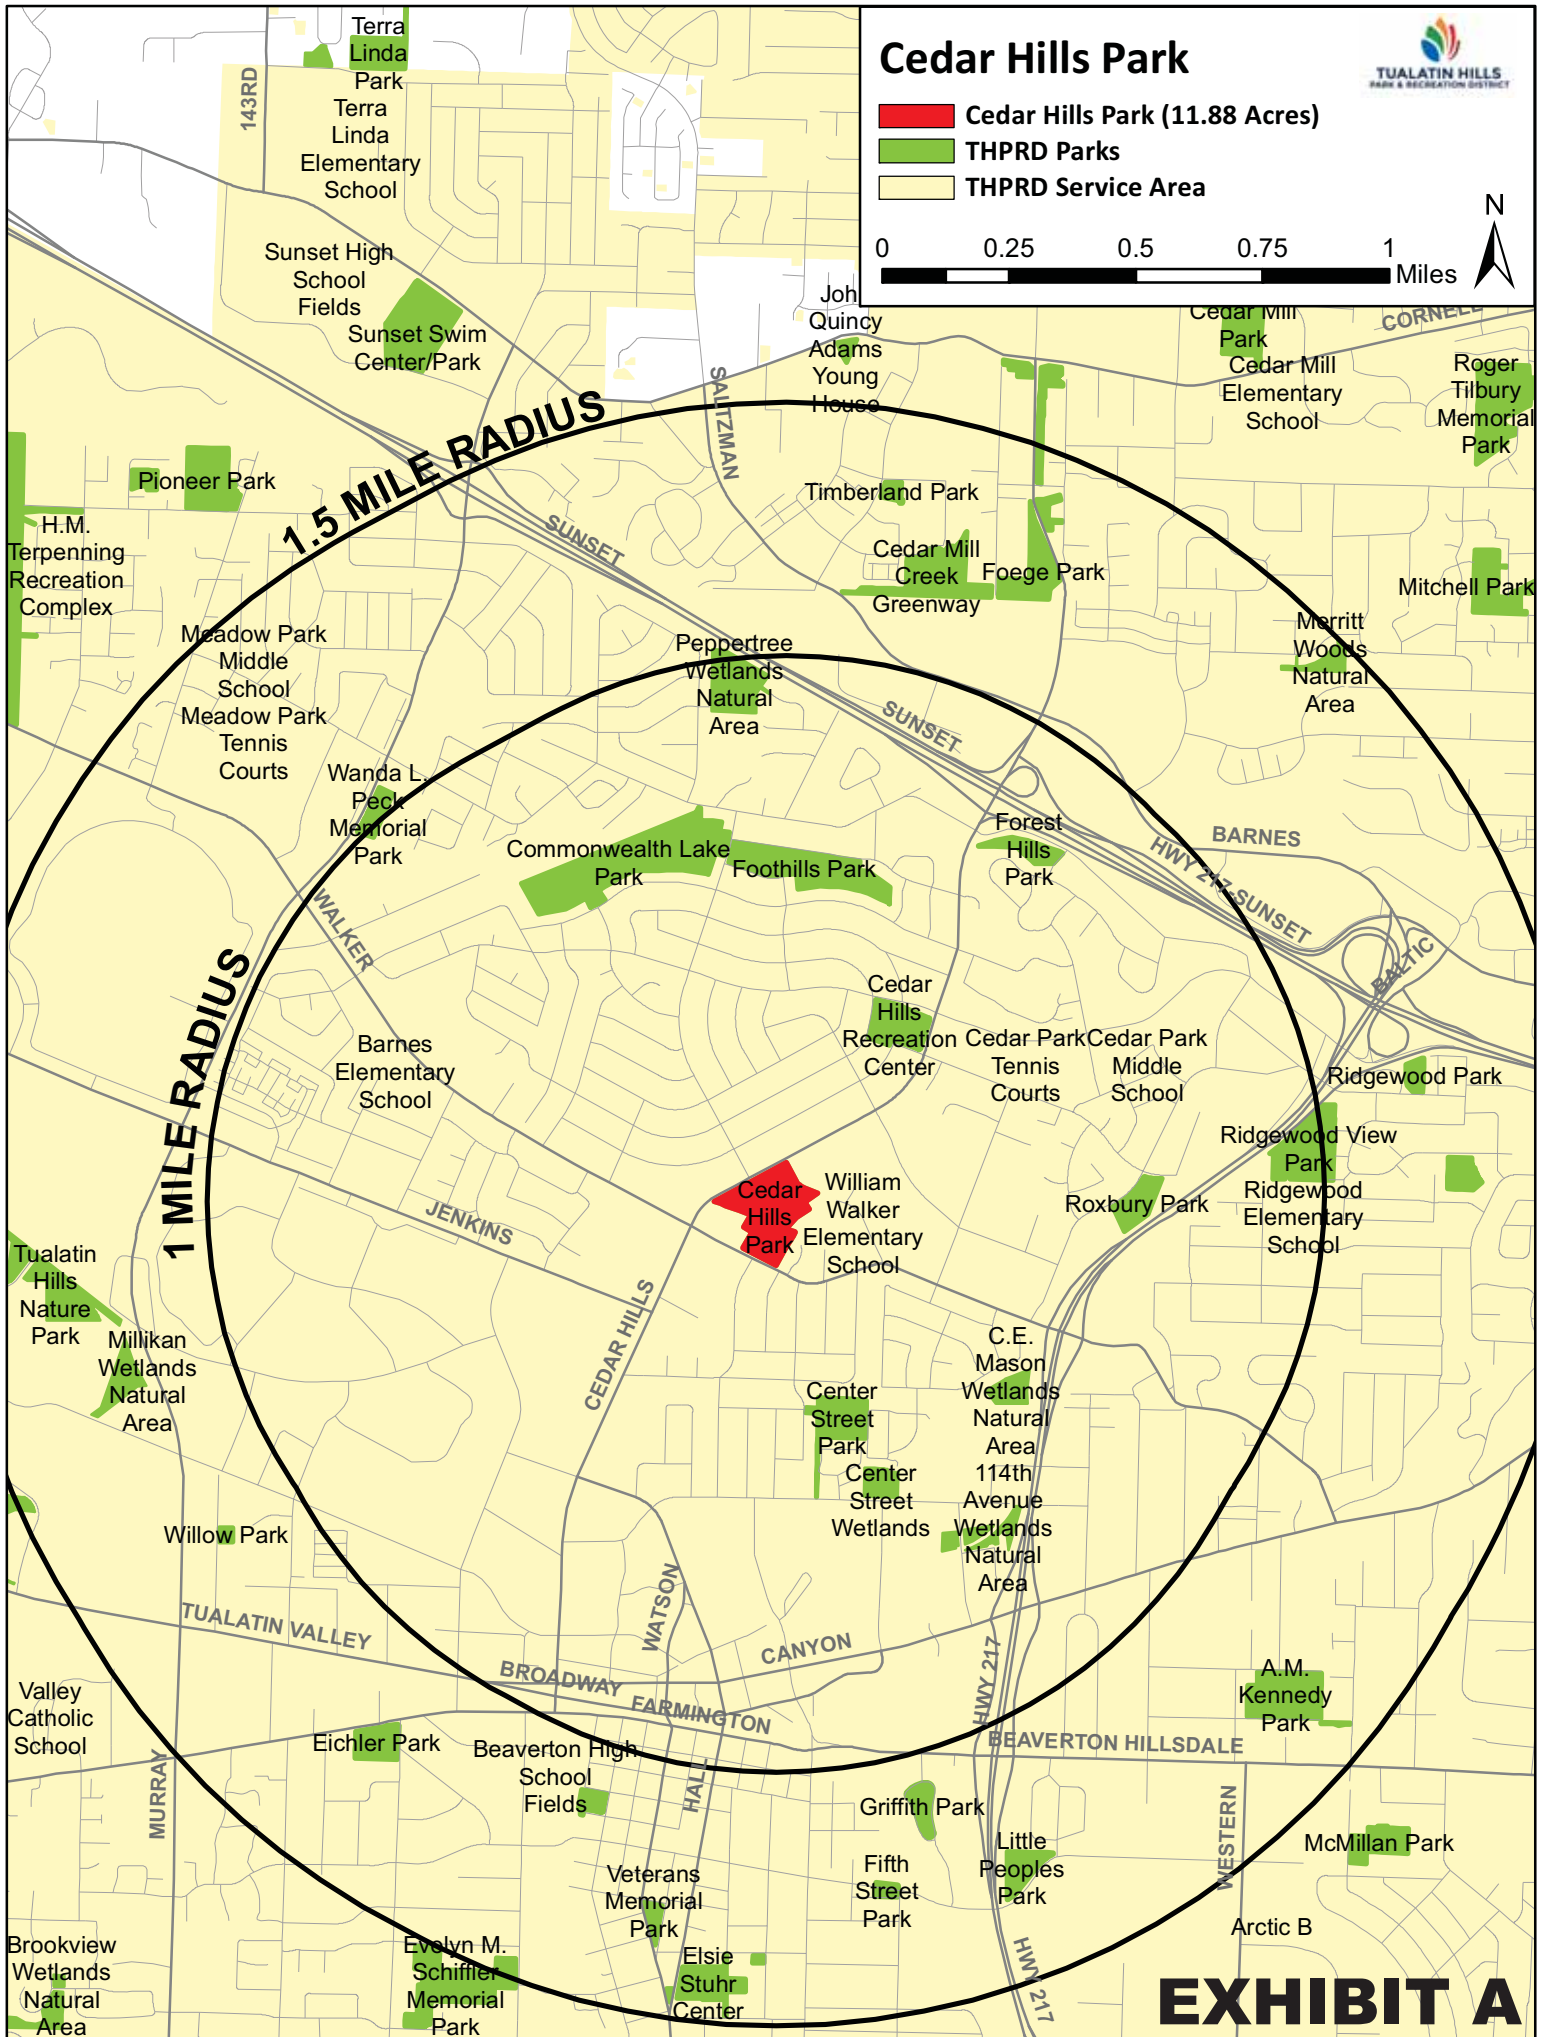 Cedar Hills Park
TUALATIN HILLS
PARK & RECREATION DISTRICT
Cedar Hills Park (11.88 Acres)
THPRD Parks
THPRD Service Area
N
0 0.25 0.5 0.75 1
Miles
Terra
Linda
Park
Terra
Linda
Elementary
School
143RD
Sunset High
School
Fields
Sunset Swim
Center/Park
Quincy
Adams
Young
House
SALTZMAN
Cedar Mill
Park
Cedar Mill
Elementary
School
Roger
Tilbury
Memorial
Park
1.5 MILE RADIUS
Pioneer Park
H.M.
Terpenning
Recreation
Complex
SUNSET
Timberland Park
Cedar Mill
Creek
Greenway
Foege Park
Mitchell Park
Merritt
Woods
Natural
Area
Meadow Park
Middle
School
Meadow Park
Tennis
Courts
Peppertree
Wetlands
Natural
Area
SUNSET
Wanda L.
Peck
Memorial
Park
Commonwealth Lake
Park
Foothills Park
Forest
Hills
Park
BARNES
HWY 217-SUNSET
BALTIC
WALKER
1 MILE RADIUS
Barnes
Elementary
School
Cedar
Hills
Recreation
Center
Cedar Park
Tennis
Courts
Cedar Park
Middle
School
Ridgewood Park
Ridgewood View
Park
Ridgewood
Elementary
School
Cedar
Hills
Park
William
Walker
Elementary
School
Roxbury Park
JENKINS
Tualatin
Hills
Nature
Park
Millikan
Wetlands
Natural
Area
CEDAR HILLS
C.E.
Mason
Wetlands
Natural
Area
Center
Street
Park
Center
Street
Wetlands
114th
Avenue
Wetlands
Natural
Area
Willow Park
TUALATIN VALLEY
WATSON
CANYON
BROADWAY
FARMINGTON
HWY 217
BEAVERTON HILLSDALE
A.M.
Kennedy
Park
Valley
Catholic
School
MURRAY
Eichler Park
Beaverton High
School
Fields
HALL
Griffith Park
Little
Peoples
Park
WESTERN
McMillan Park
Veterans
Memorial
Park
Fifth
Street
Park
Arctic B
Brookview
Wetlands
Natural
Area
Evelyn M.
Schiffler
Memorial
Park
Elsie
Stuhr
Center
HWY 217
EXHIBIT A